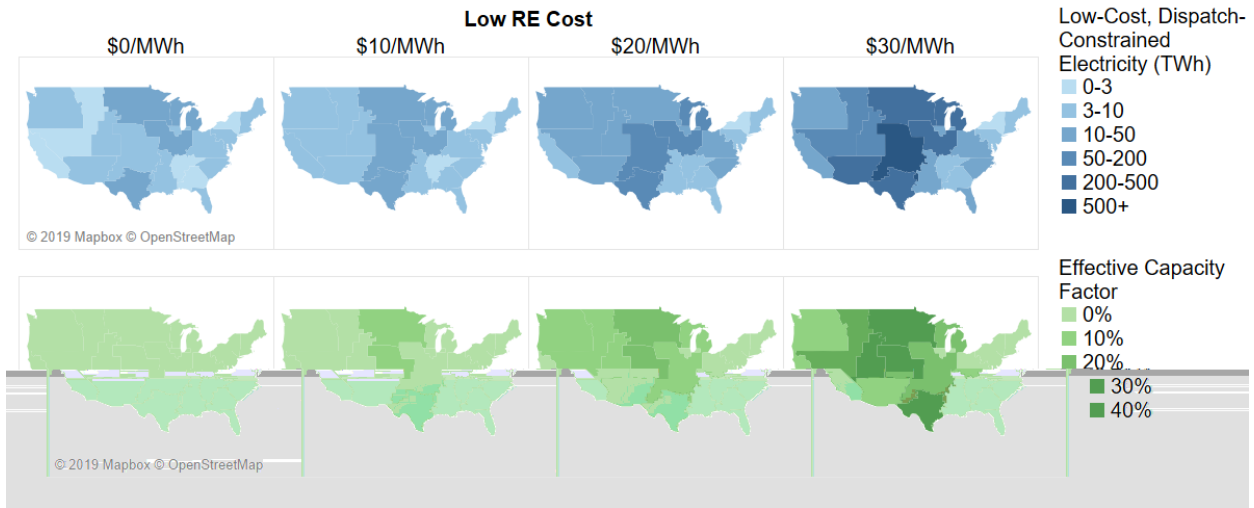 Low RE Cost
$0/MWh
$10/MWh
$20/MWh
$30/MWh
Low-Cost, Dispatch-
Constrained
Electricity (TWh)
0-3
3-10
10-50
50-200
200-500
500+
© 2019 Mapbox © OpenStreetMap
Effective Capacity
Factor
0%
10%
20%
30%
40%
© 2019 Mapbox © OpenStreetMap